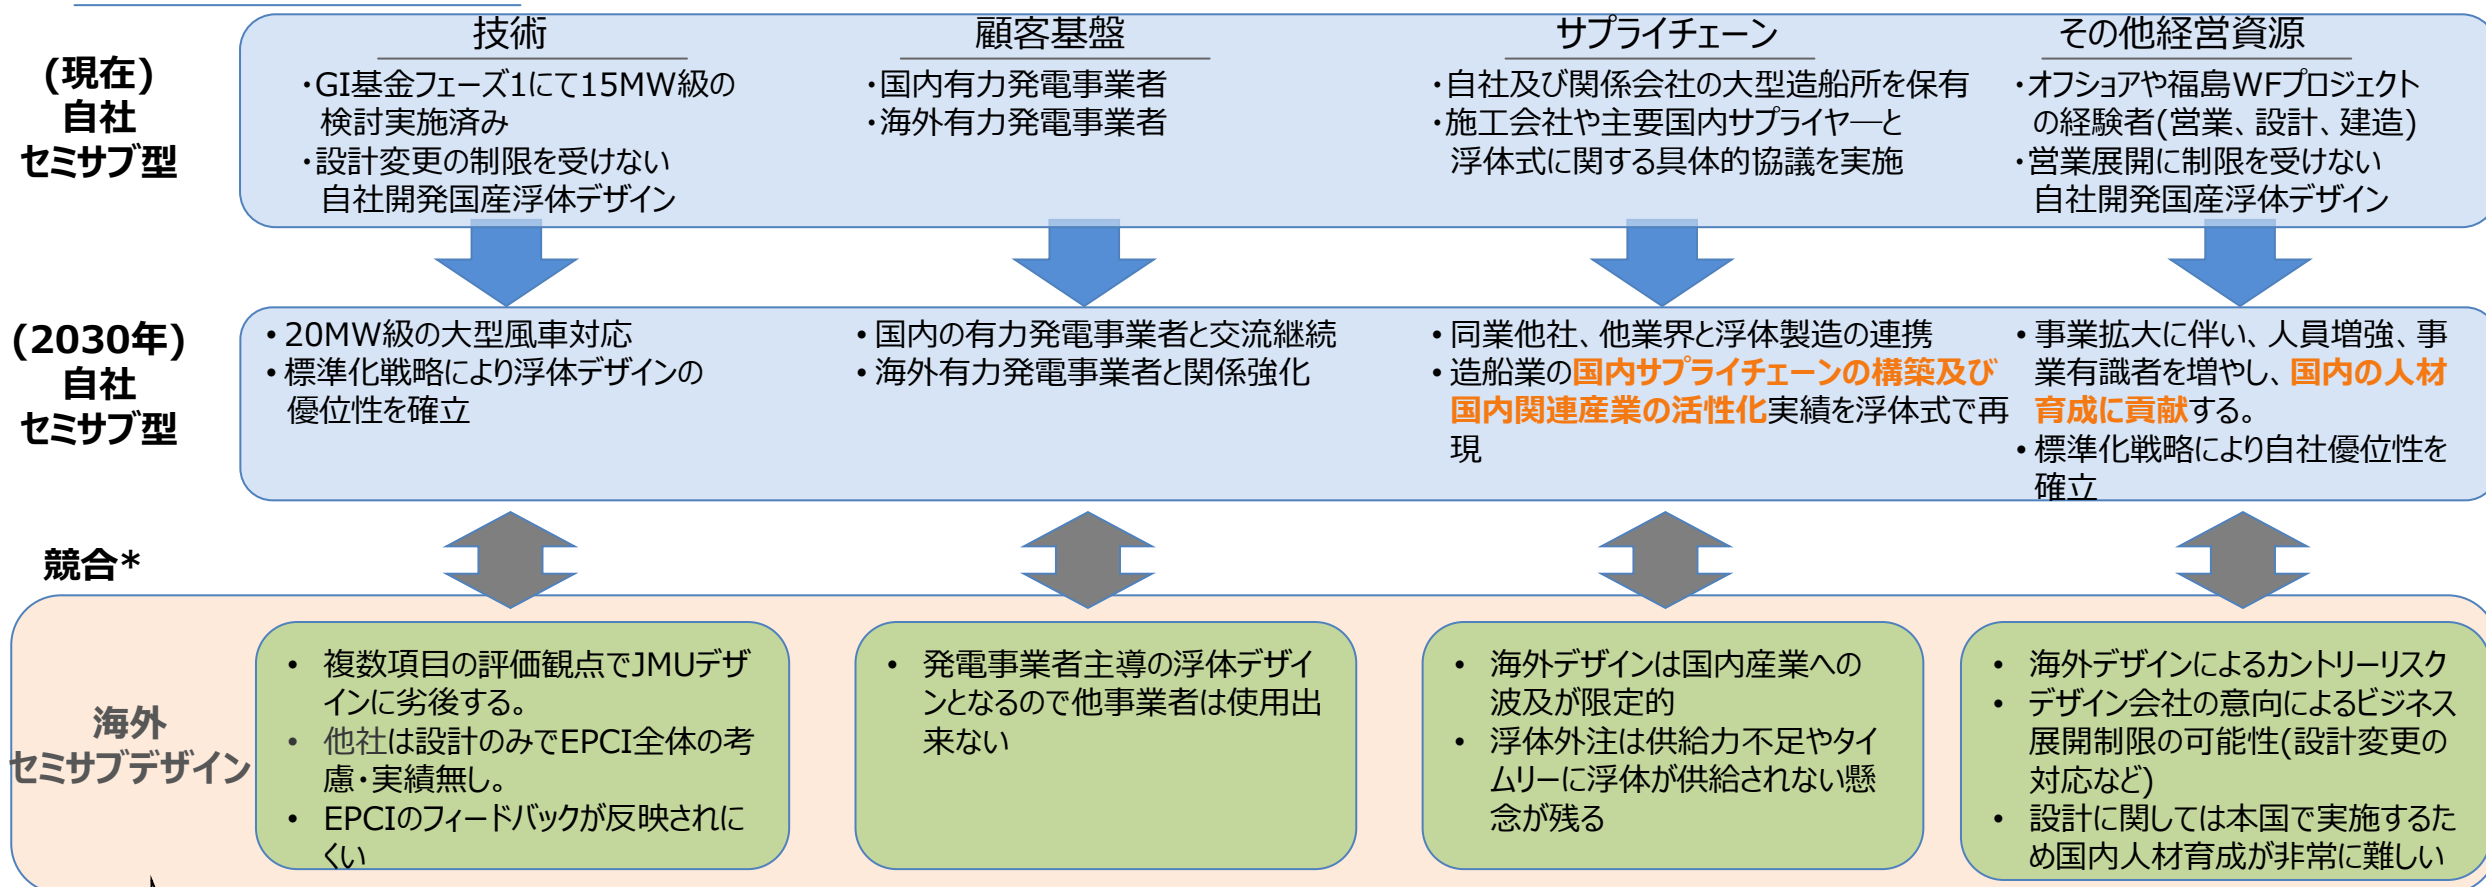 技術
顧客基盤
サプライチェーン
その他経営資源
(現在)
自社
セミサブ型
・GI基金フェーズ1にて15MW級の
検討実施済み
・設計変更の制限を受けない
自社開発国産浮体デザイン
・国内有力発電事業者
・海外有力発電事業者
・自社及び関係会社の大型造船所を保有
・施工会社や主要国内サプライヤ―と
浮体式に関する具体的協議を実施
・オフショアや福島WFプロジェクト
の経験者(営業、設計、建造)
・営業展開に制限を受けない
自社開発国産浮体デザイン
(2030年)
自社
セミサブ型
• 20MW級の大型風車対応
• 標準化戦略により浮体デザインの
優位性を確立
• 国内の有力発電事業者と交流継続
• 海外有力発電事業者と関係強化
• 同業他社、他業界と浮体製造の連携
• 造船業の国内サプライチェーンの構築及び
国内関連産業の活性化実績を浮体式で再
現
• 事業拡大に伴い、人員増強、事
業有識者を増やし、国内の人材
育成に貢献する。
• 標準化戦略により自社優位性を
確立
競合*
海外
セミサブデザイン
• 複数項目の評価観点でJMUデザ
インに劣後する。
• 他社は設計のみでEPCI全体の考
慮・実績無し。
• EPCIのフィードバックが反映されに
くい
• 発電事業者主導の浮体デザイ
ンとなるので他事業者は使用出
来ない
• 海外デザインは国内産業への
波及が限定的
• 浮体外注は供給力不足やタイ
ムリーに浮体が供給されない懸
念が残る
• 海外デザインによるカントリーリスク
• デザイン会社の意向によるビジネス
展開制限の可能性(設計変更の
対応など)
• 設計に関しては本国で実施するた
め国内人材育成が非常に難しい